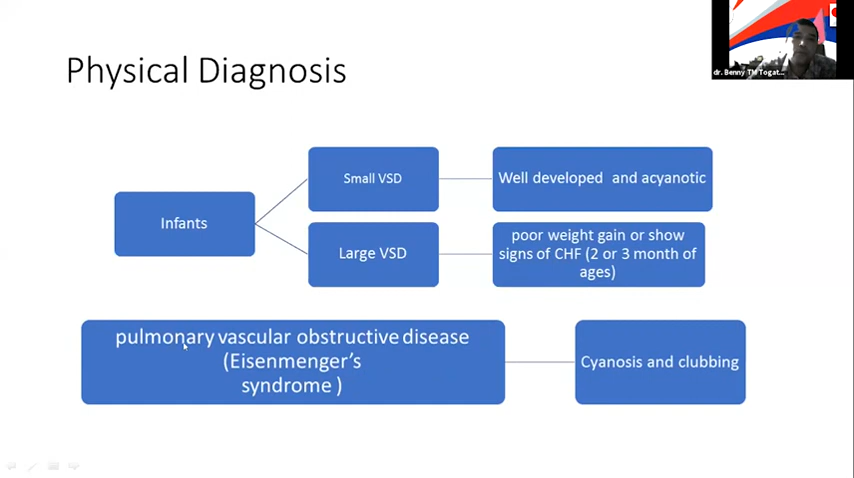 dr. Benny TM Togat...
Physical Diagnosis
Small VSD
Well developed and acyanotic
Infants
Large VSD
poor weight gain or show
signs of CHF (2 or 3 month of
ages)
pulmonary vascular obstructive disease
(Eisenmenger’s
syndrome )
Cyanosis and clubbing